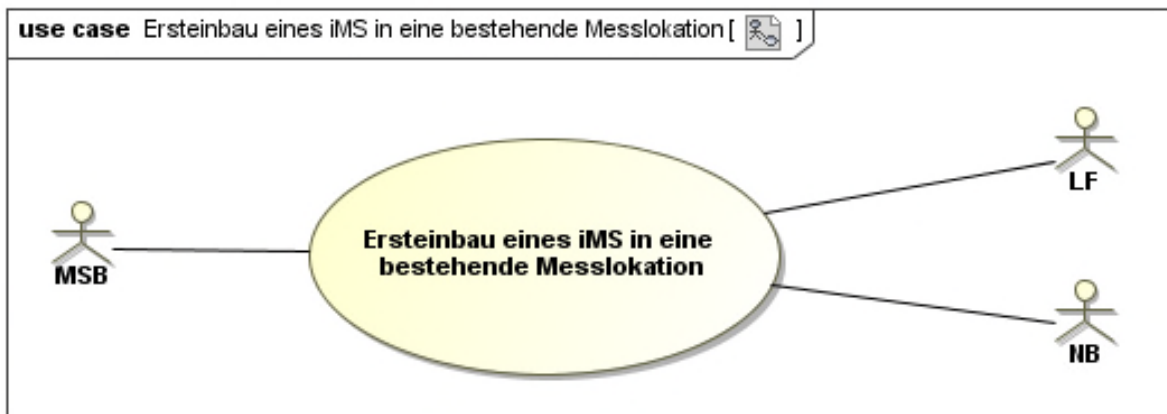 use case Ersteinbau eines iMS in eine bestehende Messlokation [ ]
LF
Ersteinbau eines iMS in eine
bestehende Messlokation
MSB
NB